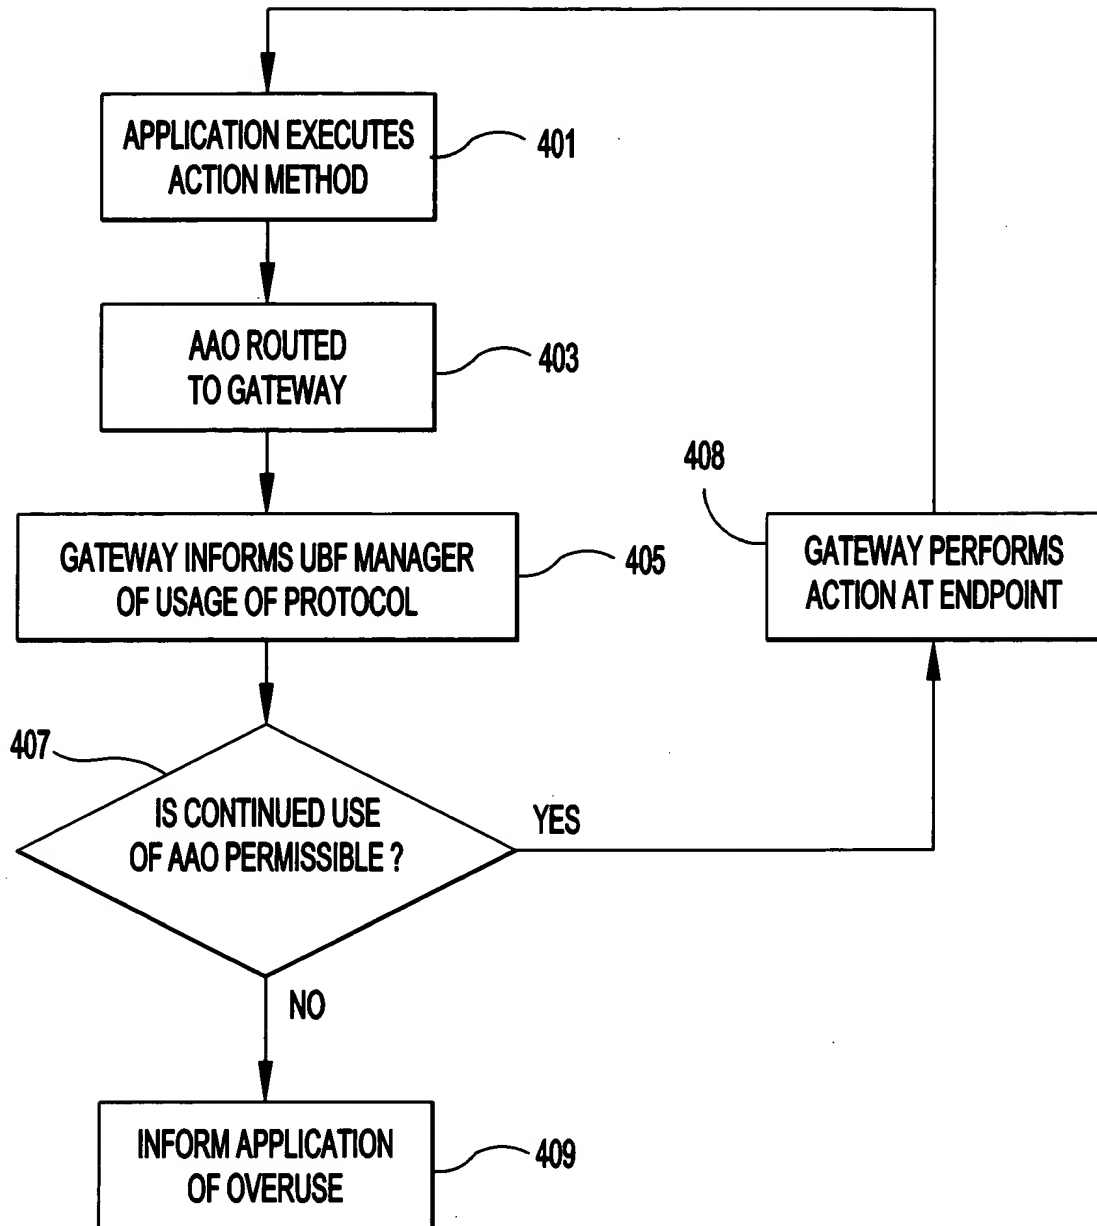 APPLICATION EXECUTES
ACTION METHOD
401
AAO ROUTED
TO GATEWAY
403
GATEWAY INFORMS UBF MANAGER
OF USAGE OF PROTOCOL
405
408
GATEWAY PERFORMS
ACTION AT ENDPOINT
407
IS CONTINUED USE
OF AAO PERMISSIBLE ?
YES
NO
INFORM APPLICATION
OF OVERUSE
409